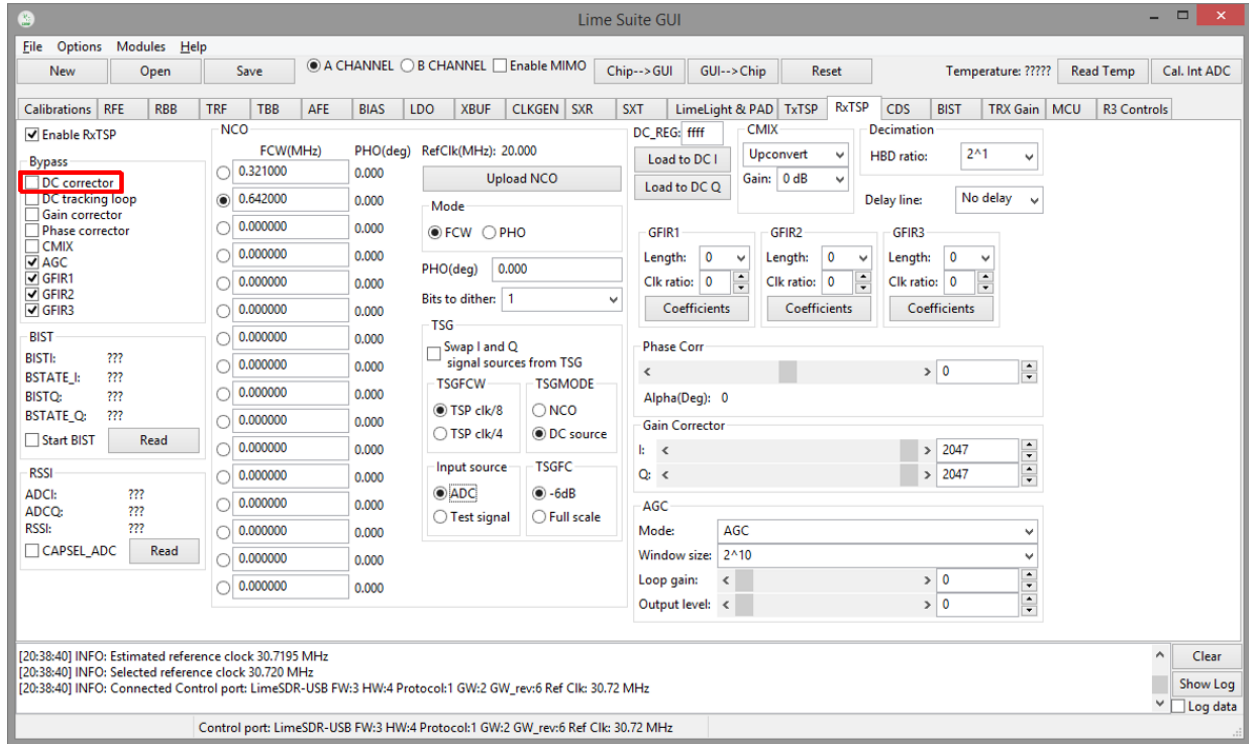 Lime Suite GUI
File Options Modules Help
New Open Save A CHANNEL B CHANNEL Enable MIMO Chip-->GUI GUI-->Chip Reset Temperature: ????? Read Temp Cal. Int ADC
Calibrations RFE RBB TRF TBB AFE BIAS LDO XBUF CLKGEN SXR SXT LimeLight & PAD TxTSP RxTSP CDS BIST TRX Gain MCU R3 Controls
Enable RxTSP
Bypass
DC corrector
DC tracking loop
Gain corrector
Phase corrector
CMIX
AGC
GFIR1
GFIR2
GFIR3
BIST
BISTI: ???
BSTATE_I: ???
BISTQ: ???
BSTATE_Q: ???
Start BIST Read
RSSI
ADCI: ???
ADCQ: ???
RSSI: ???
CAPSEL_ADC Read
NCO
FCW(MHz) PHO(deg)
0.321000 0.000
0.642000 0.000
0.000000 0.000
0.000000 0.000
0.000000 0.000
0.000000 0.000
0.000000 0.000
0.000000 0.000
0.000000 0.000
0.000000 0.000
0.000000 0.000
0.000000 0.000
0.000000 0.000
0.000000 0.000
0.000000 0.000
0.000000 0.000
RefClk(MHz): 20.000
Upload NCO
Mode
FCW PHO
PHO(deg) 0.000
Bits to dither: 1
TSG
Swap I and Q
signal sources from TSG
TSGFCW
TSP clk/8
TSP clk/4
TSGMODE
NCO
DC source
Input source
ADC
Test signal
TSGFC
-6dB
Full scale
DC_REG: ffff
Load to DC I
Load to DC Q
CMIX
Upconvert
Gain: 0 dB
Decimation
HBD ratio: 2^1
Delay line: No delay
GFIR1
Length: 0
Clk ratio: 0
Coefficients
GFIR2
Length: 0
Clk ratio: 0
Coefficients
GFIR3
Length: 0
Clk ratio: 0
Coefficients
Phase Corr
0
Alpha(Deg): 0
Gain Corrector
I: 2047
Q: 2047
AGC
Mode: AGC
Window size: 2^10
Loop gain: 0
Output level: 0
[20:38:40] INFO: Estimated reference clock 30.7195 MHz
[20:38:40] INFO: Selected reference clock 30.720 MHz
[20:38:40] INFO: Connected Control port: LimeSDR-USB FW:3 HW:4 Protocol:1 GW:2 GW_rev:6 Ref Clk: 30.72 MHz
Clear
Show Log
Log data
Control port: LimeSDR-USB FW:3 HW:4 Protocol:1 GW:2 GW_rev:6 Ref Clk: 30.72 MHz